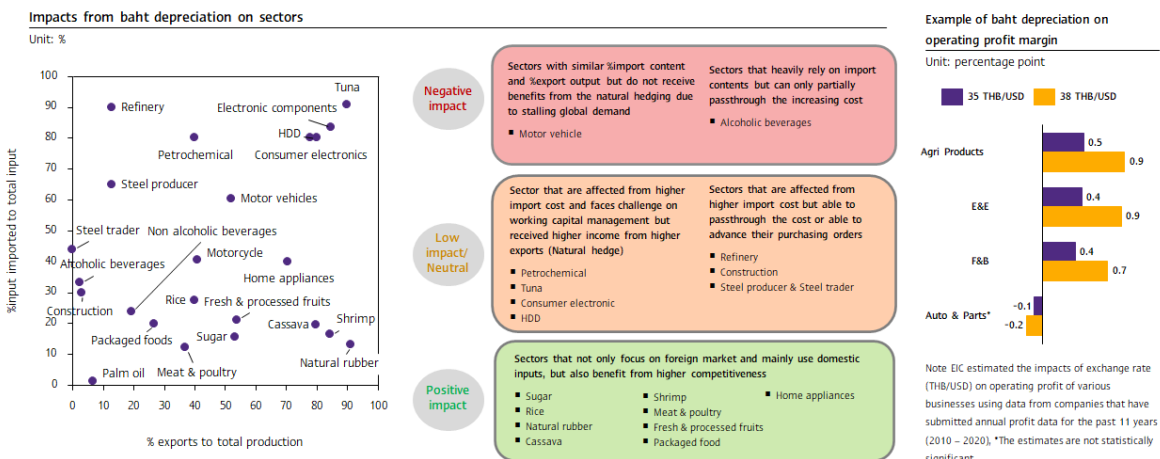 Impacts from baht depreciation on sectors
Unit: %
%input imported to total input
100
90
80
70
60
50
40
30
20
10
0
0 10 20 30 40 50 60 70 80 90 100
% exports to total production
Tuna
Refinery
Electronic components
HDD
Petrochemical
Consumer electronics
Steel producer
Motor vehicles
Steel trader
Non alcoholic beverages
Motorcycle
Alcoholic beverages
Home appliances
Rice
Fresh & processed fruits
Construction
Cassava
Shrimp
Packaged foods
Sugar
Natural rubber
Palm oil
Meat & poultry
Negative
impact
Sectors with similar %import content
and %export output but do not receive
benefits from the natural hedging due
to stalling global demand
▪ Motor vehicle
Sectors that heavily rely on import
contents but can only partially
passthrough the increasing cost
▪ Alcoholic beverages
Low
impact/
Neutral
Sector that are affected from higher
import cost and faces challenge on
working capital management but
received higher income from higher
exports (Natural hedge)
▪ Petrochemical
▪ Tuna
▪ Consumer electronic
▪ HDD
Sectors that are affected from
higher import cost but able to
passthrough the cost or able to
advance their purchasing orders
▪ Refinery
▪ Construction
▪ Steel producer & Steel trader
Positive
impact
Sectors that not only focus on foreign market and mainly use domestic
inputs, but also benefit from higher competitiveness
▪ Sugar
▪ Rice
▪ Natural rubber
▪ Cassava
▪ Shrimp
▪ Meat & poultry
▪ Fresh & processed fruits
▪ Packaged food
▪ Home appliances
Example of baht depreciation on
operating profit margin
Unit: percentage point
35 THB/USD 38 THB/USD
Agri Products
0.5
0.9
E&E
0.4
0.9
F&B
0.4
0.7
Auto & Parts*
-0.1
-0.2
Note EIC estimated the impacts of exchange rate
(THB/USD) on operating profit of various
businesses using data from companies that have
submitted annual profit data for the past 11 years
(2010 – 2020), *The estimates are not statistically
significant